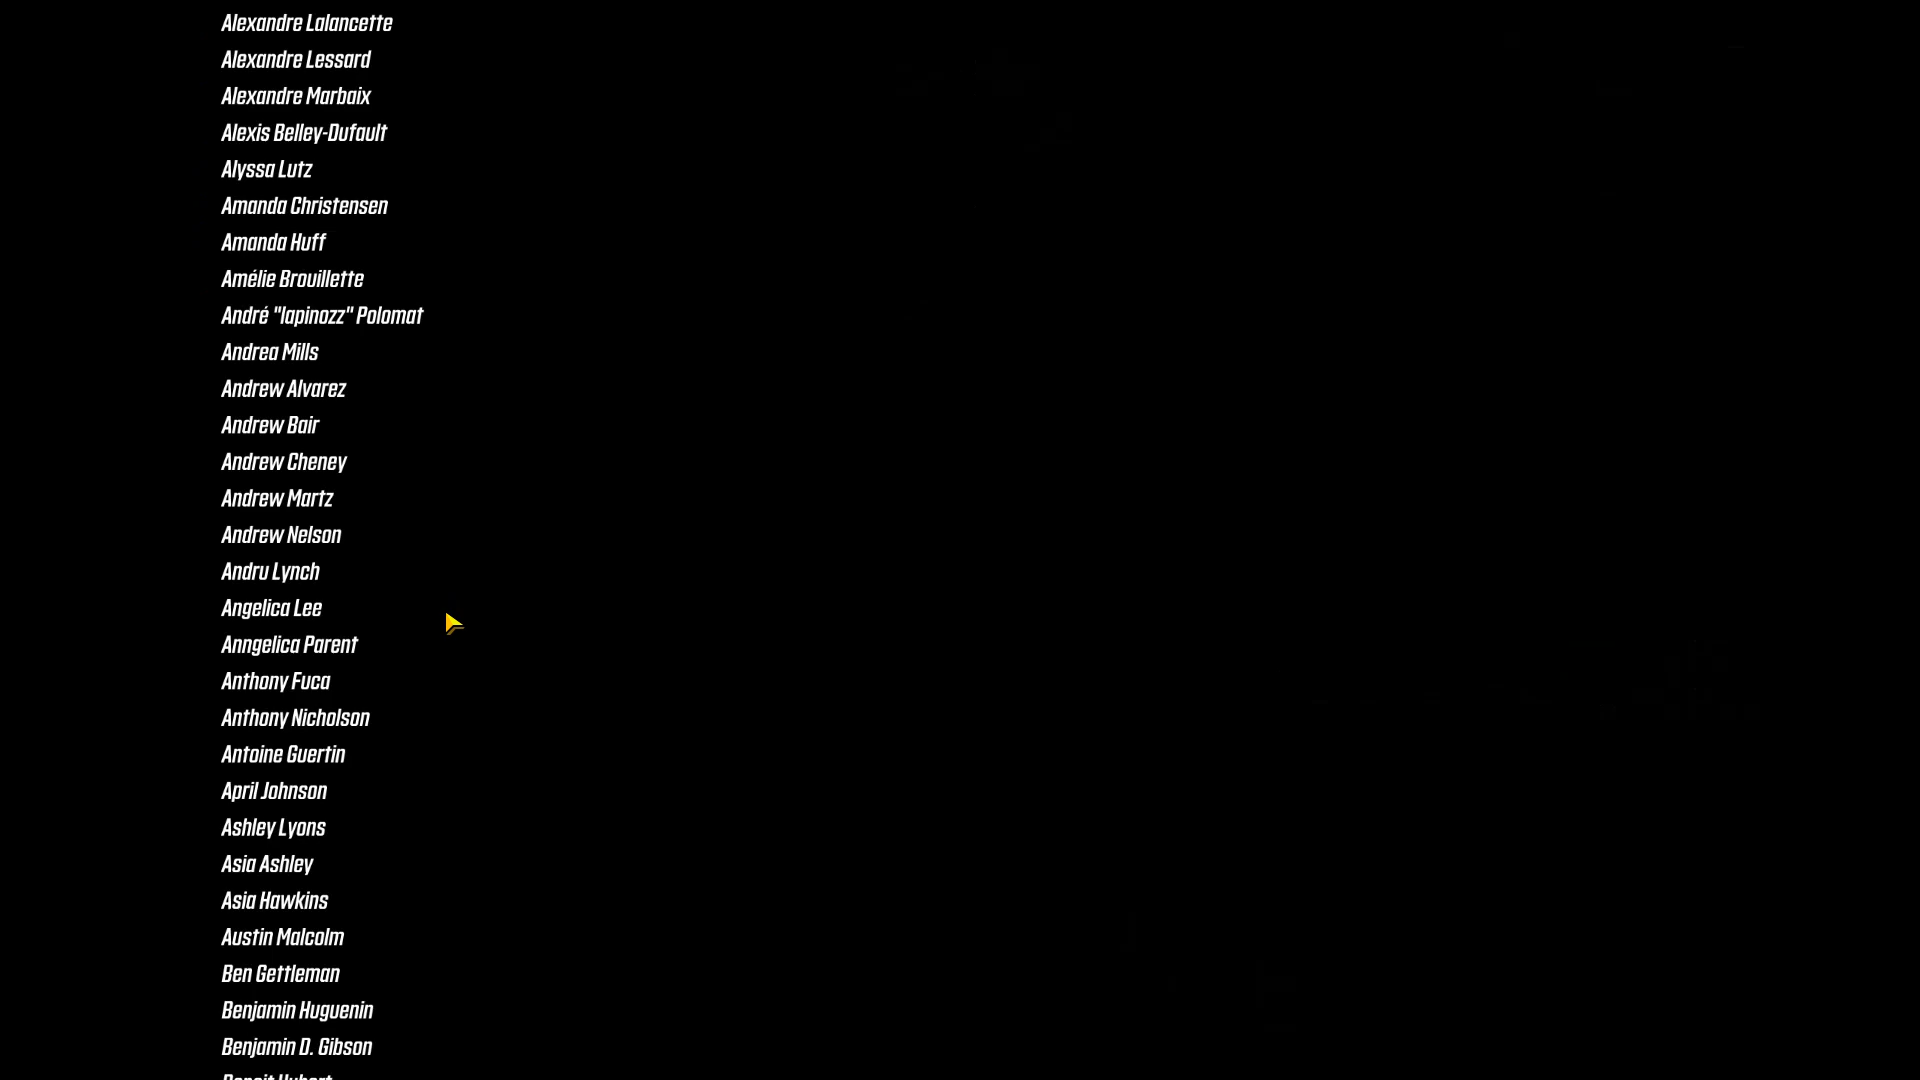 Alexandre Lalancette
Alexandre Lessard
Alexandre Marbaix
Alexis Belley-Dufault
Alyssa Lutz
Amanda Christensen
Amanda Huff
Amélie Brouillette
André "lapinozz" Polomat
Andrea Mills
Andrew Alvarez
Andrew Bair
Andrew Cheney
Andrew Martz
Andrew Nelson
Andru Lynch
Angelica Lee
Anngelica Parent
Anthony Fuca
Anthony Nicholson
Antoine Guertin
April Johnson
Ashley Lyons
Asia Ashley
Asia Hawkins
Austin Malcolm
Ben Gettleman
Benjamin Huguenin
Benjamin D. Gibson